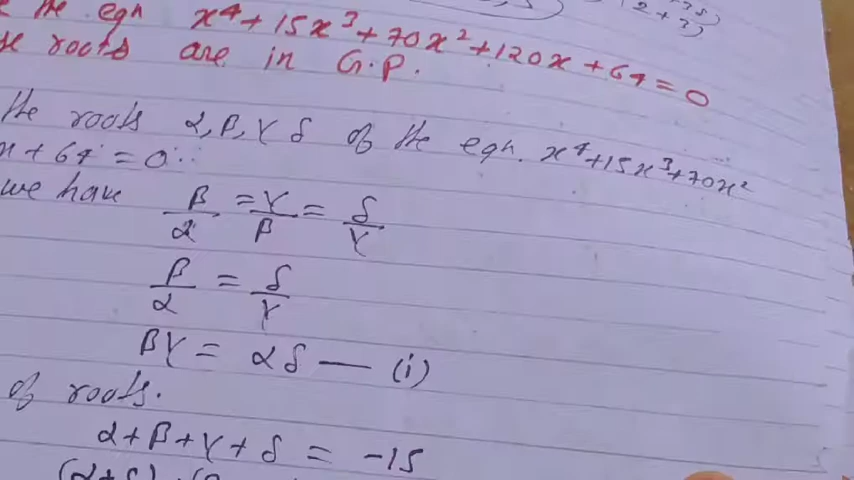 the eqn x⁴+15x³+70x²+120x+64=0
roots are in G.P.
the roots α,β,γ δ of the eqn. x⁴+15x³+70x²
x+64=0
we have β/α = γ/β = δ/γ
β/α = δ/γ
βγ = αδ — (i)
of roots.
α+β+γ+δ = -15